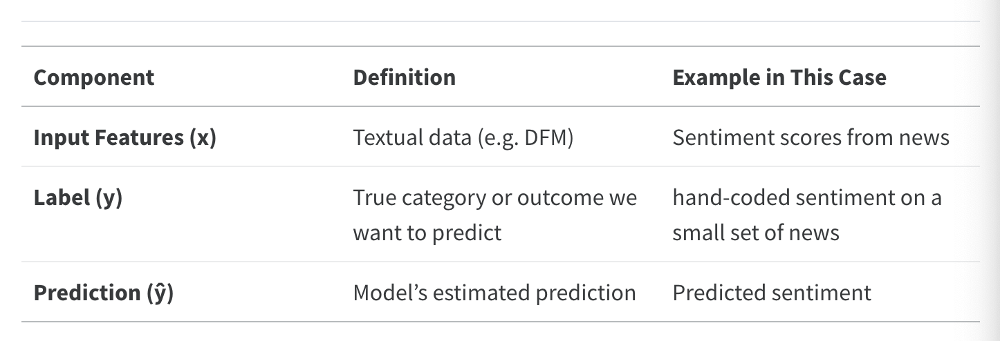 Component Definition Example in This Case
Input Features (x) Textual data (e.g. DFM) Sentiment scores from news
Label (y) True category or outcome we hand-coded sentiment on a
want to predict small set of news
Prediction (ŷ) Model’s estimated prediction Predicted sentiment